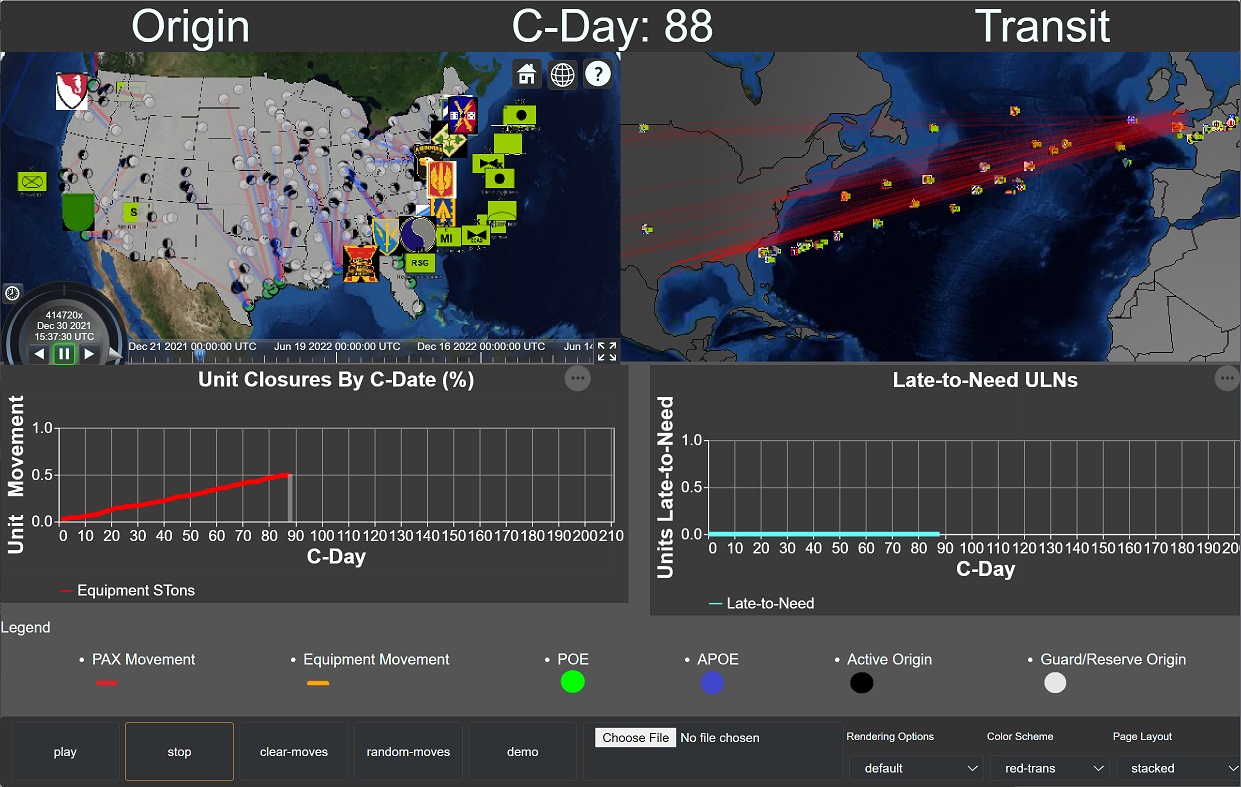 Origin
C-Day: 88
Transit
?
AIRBORNE
S
MI
RSG
414720x
Dec 30 2021
15:37:30 UTC
Dec 21 2021 00:00:00 UTC
Jun 19 2022 00:00:00 UTC
Dec 16 2022 00:00:00 UTC
Jun 14
Unit Closures By C-Date (%)
Unit Movement
1.0
0.5
0.0
0 10 20 30 40 50 60 70 80 90 100 110 120 130 140 150 160 170 180 190 200 210
C-Day
Equipment STons
Late-to-Need ULNs
Units Late-to-Need
1.0
0.5
0.0
0 10 20 30 40 50 60 70 80 90 100 110 120 130 140 150 160 170 180 190 20
C-Day
Late-to-Need
Legend
• PAX Movement
• Equipment Movement
• POE
• APOE
• Active Origin
• Guard/Reserve Origin
play
stop
clear-moves
random-moves
demo
Choose File No file chosen
Rendering Options
default
Color Scheme
red-trans
Page Layout
stacked